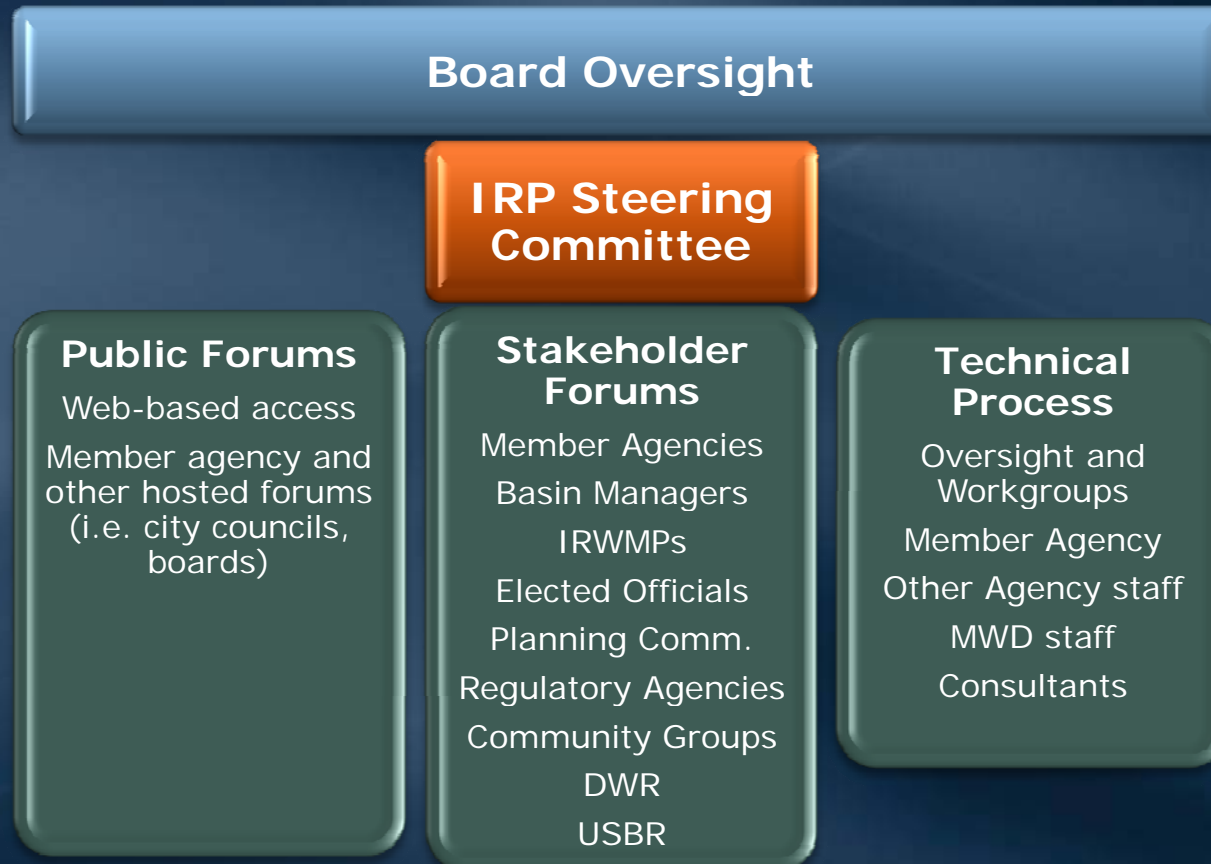 Board Oversight
IRP Steering
Committee
Public Forums
Web-based access
Member agency and
other hosted forums
(i.e. city councils,
boards)
Stakeholder
Forums
Member Agencies
Basin Managers
IRWMPs
Elected Officials
Planning Comm.
Regulatory Agencies
Community Groups
DWR
USBR
Technical
Process
Oversight and
Workgroups
Member Agency
Other Agency staff
MWD staff
Consultants